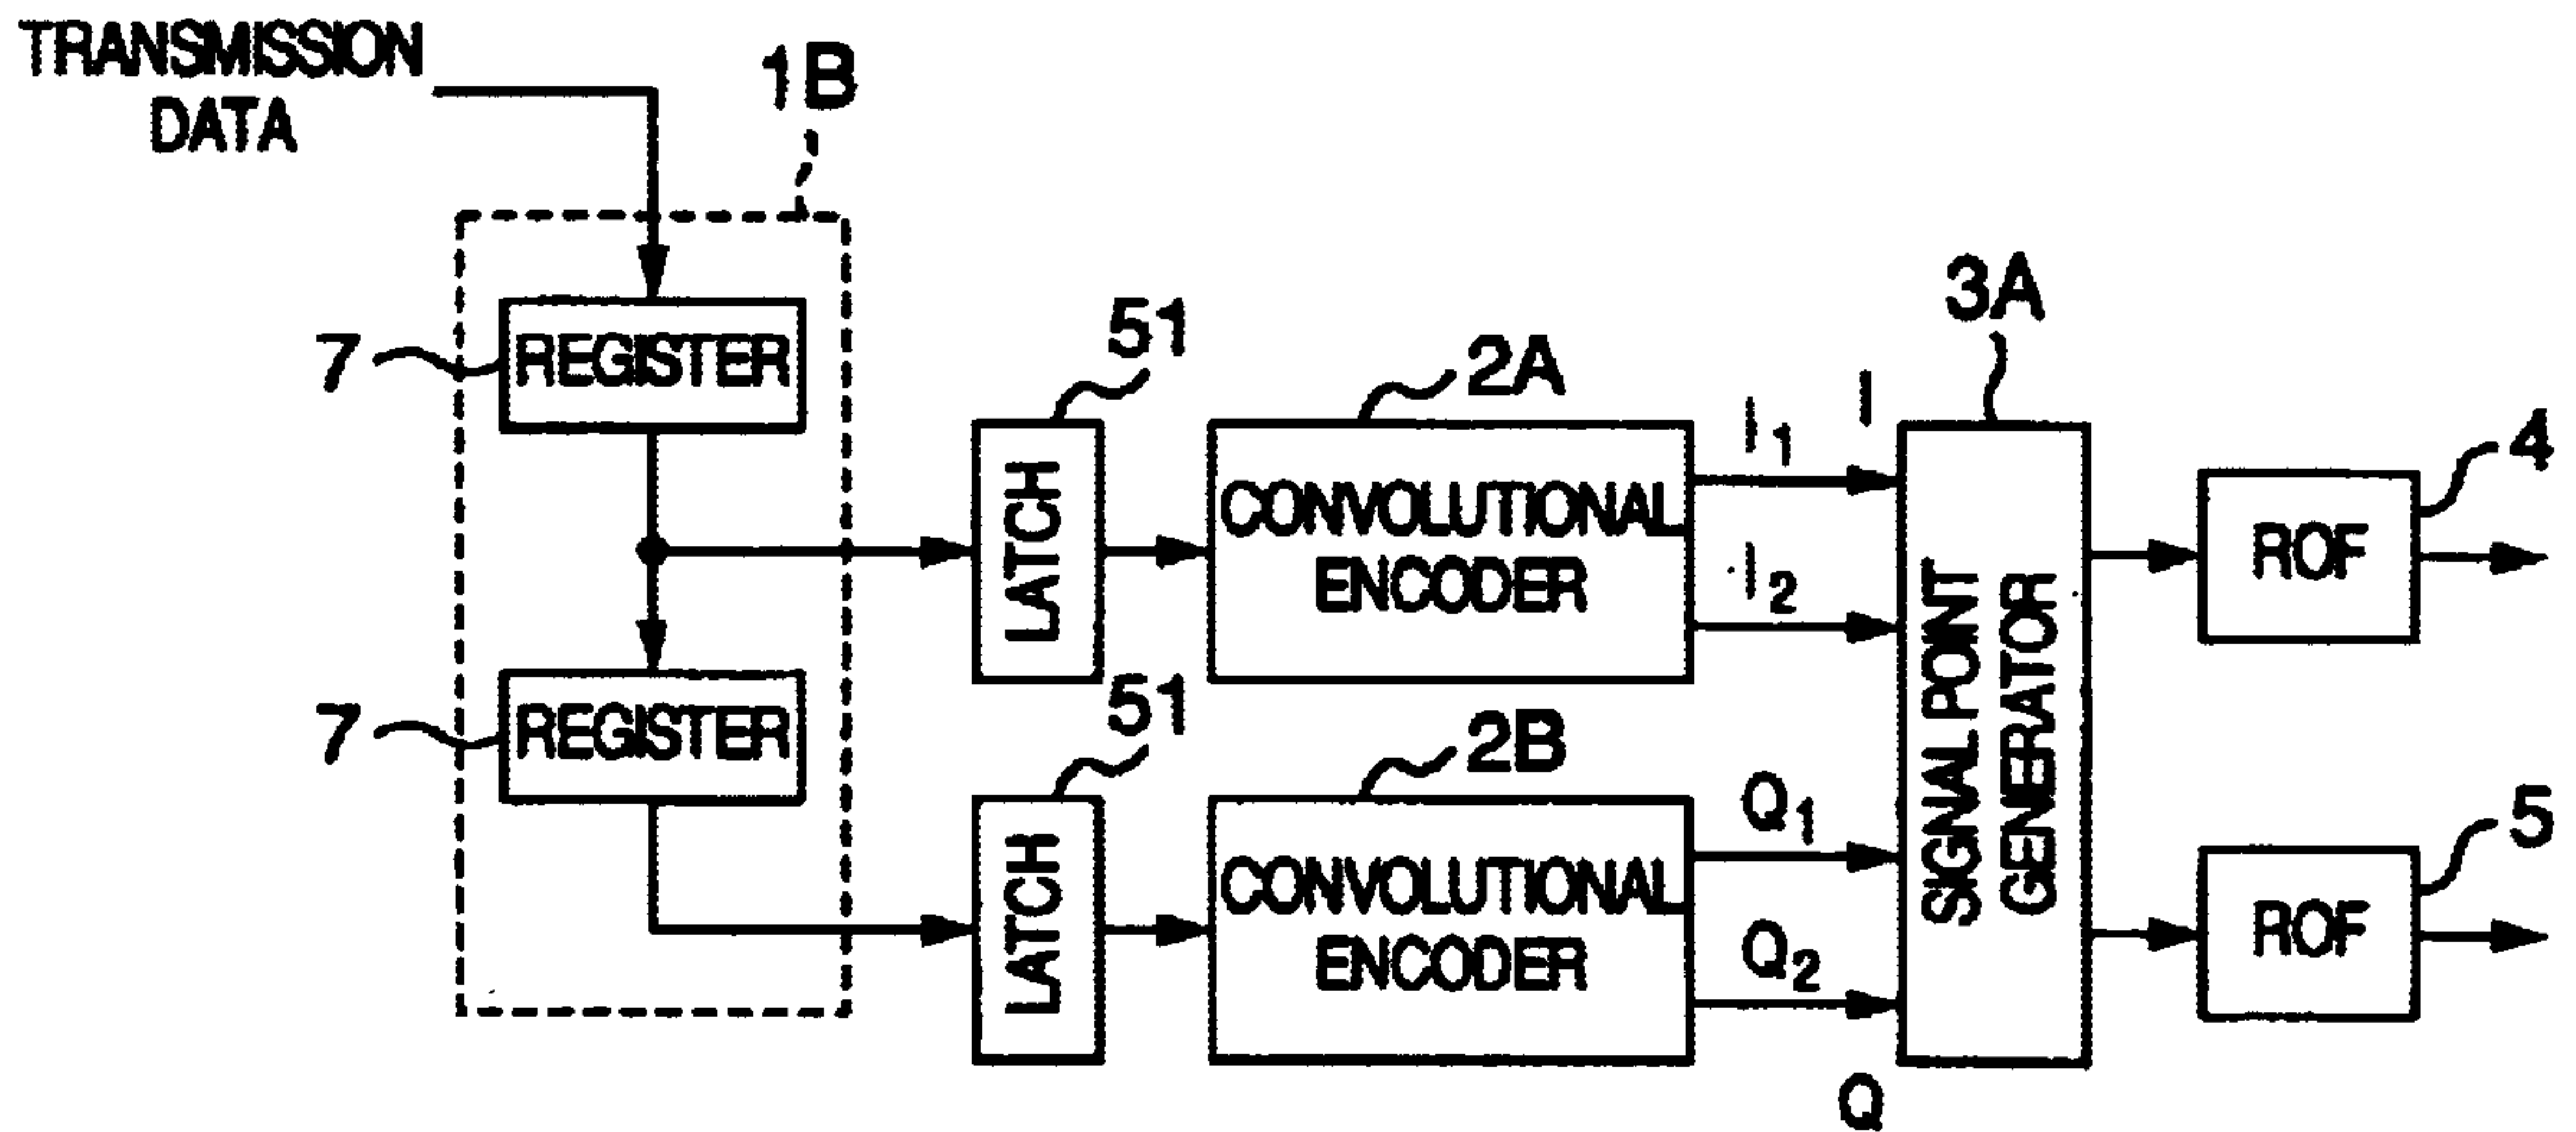 TRANSMISSION
DATA
1B
7
REGISTER
7
REGISTER
51
LATCH
51
LATCH
2A
CONVOLUTIONAL
ENCODER
2B
CONVOLUTIONAL
ENCODER
I1
I
I2
Q1
Q2
Q
3A
SIGNAL POINT
GENERATOR
4
ROF
5
ROF